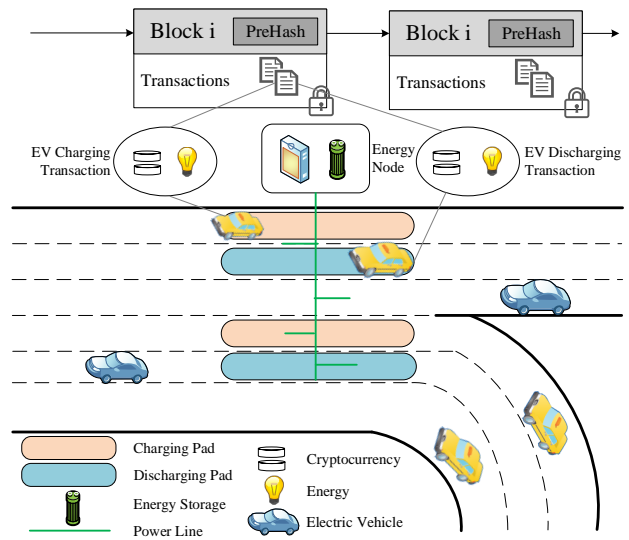 Block i PreHash
Transactions
Block i PreHash
Transactions
EV Charging
Transaction
Energy
Node
EV Discharging
Transaction
Charging Pad
Discharging Pad
Energy Storage
Power Line
Cryptocurrency
Energy
Electric Vehicle